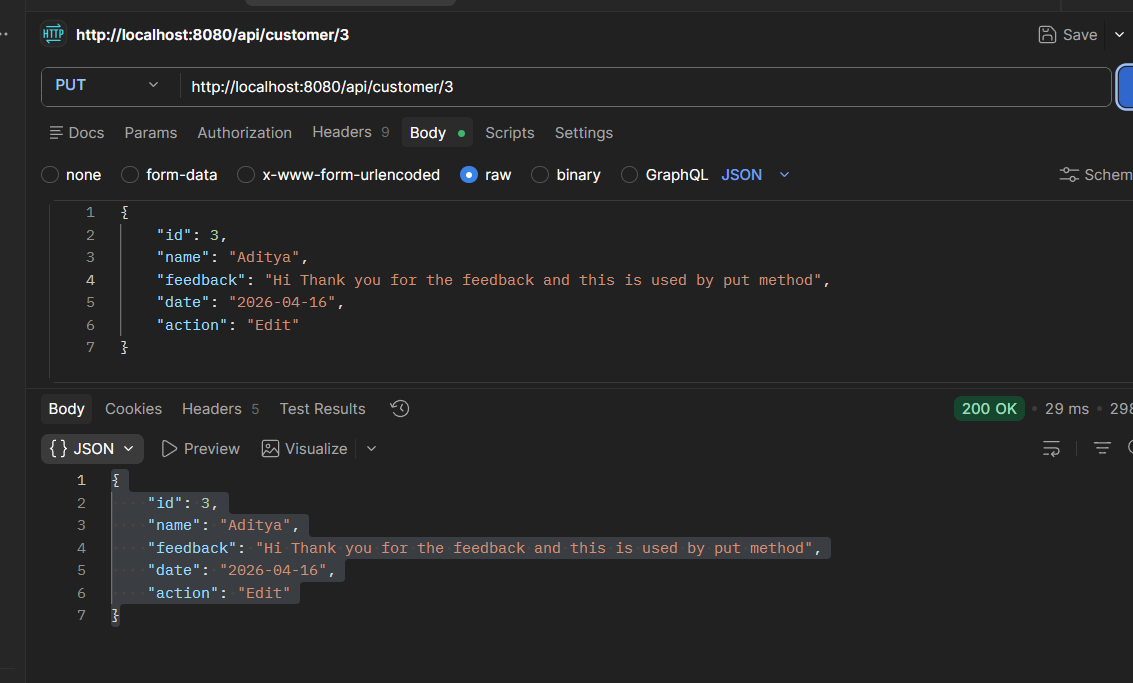 HTTP http://localhost:8080/api/customer/3 Save
PUT http://localhost:8080/api/customer/3
Docs Params Authorization Headers 9 Body Scripts Settings
none form-data x-www-form-urlencoded raw binary GraphQL JSON Schem
1 {
2 "id": 3,
3 "name": "Aditya",
4 "feedback": "Hi Thank you for the feedback and this is used by put method",
5 "date": "2026-04-16",
6 "action": "Edit"
7 }
Body Cookies Headers 5 Test Results 200 OK • 29 ms • 298
{} JSON Preview Visualize
1 {
2 "id": 3,
3 "name": "Aditya",
4 "feedback": "Hi Thank you for the feedback and this is used by put method",
5 "date": "2026-04-16",
6 "action": "Edit"
7 }